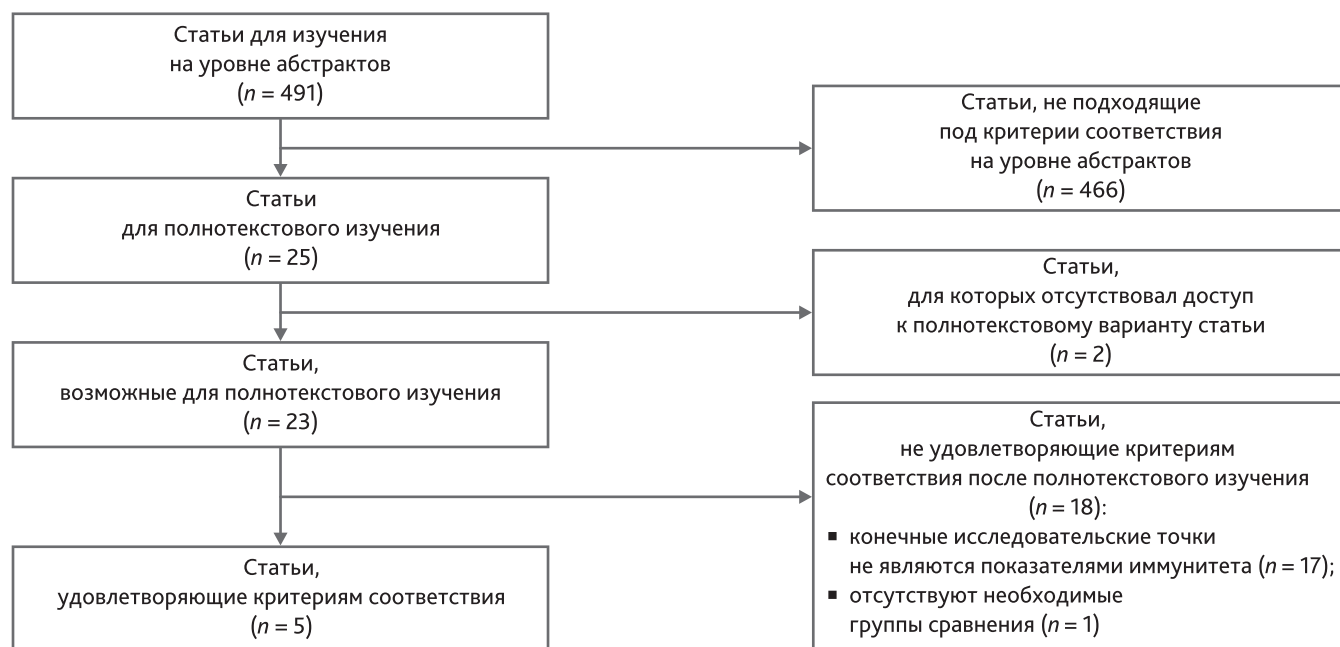 Статьи для изучения
на уровне абстрактов
(n = 491)
Статьи, не подходящие
под критерии соответствия
на уровне абстрактов
(n = 466)
Статьи
для полнотекстового изучения
(n = 25)
Статьи,
для которых отсутствовал доступ
к полнотекстовому варианту статьи
(n = 2)
Статьи,
возможные для полнотекстового изучения
(n = 23)
Статьи,
не удовлетворяющие критериям
соответствия после полнотекстового изучения
(n = 18):
▪ конечные исследовательские точки
не являются показателями иммунитета (n = 17);
▪ отсутствуют необходимые
группы сравнения (n = 1)
Статьи,
удовлетворяющие критериям соответствия
(n = 5)